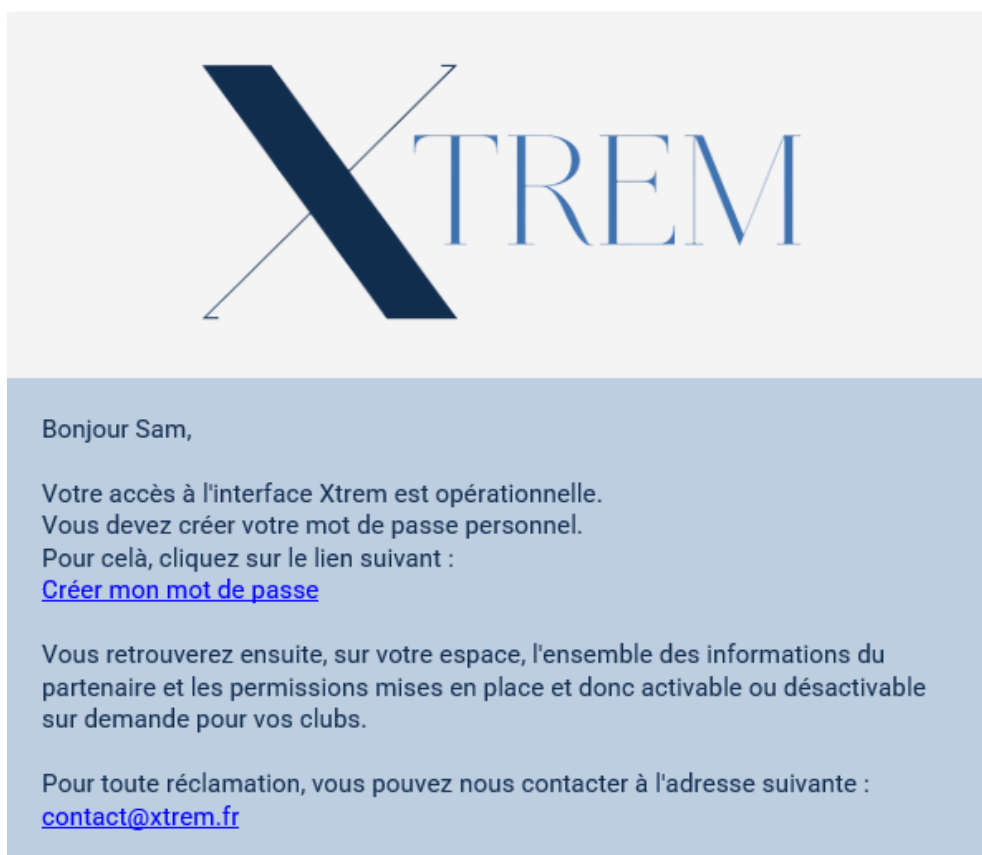 XTREM
Bonjour Sam,
Votre accès à l'interface Xtrem est opérationnelle.
Vous devez créer votre mot de passe personnel.
Pour celà, cliquez sur le lien suivant :
Créer mon mot de passe
Vous retrouverez ensuite, sur votre espace, l'ensemble des informations du
partenaire et les permissions mises en place et donc activable ou désactivable
sur demande pour vos clubs.
Pour toute réclamation, vous pouvez nous contacter à l'adresse suivante :
contact@xtrem.fr